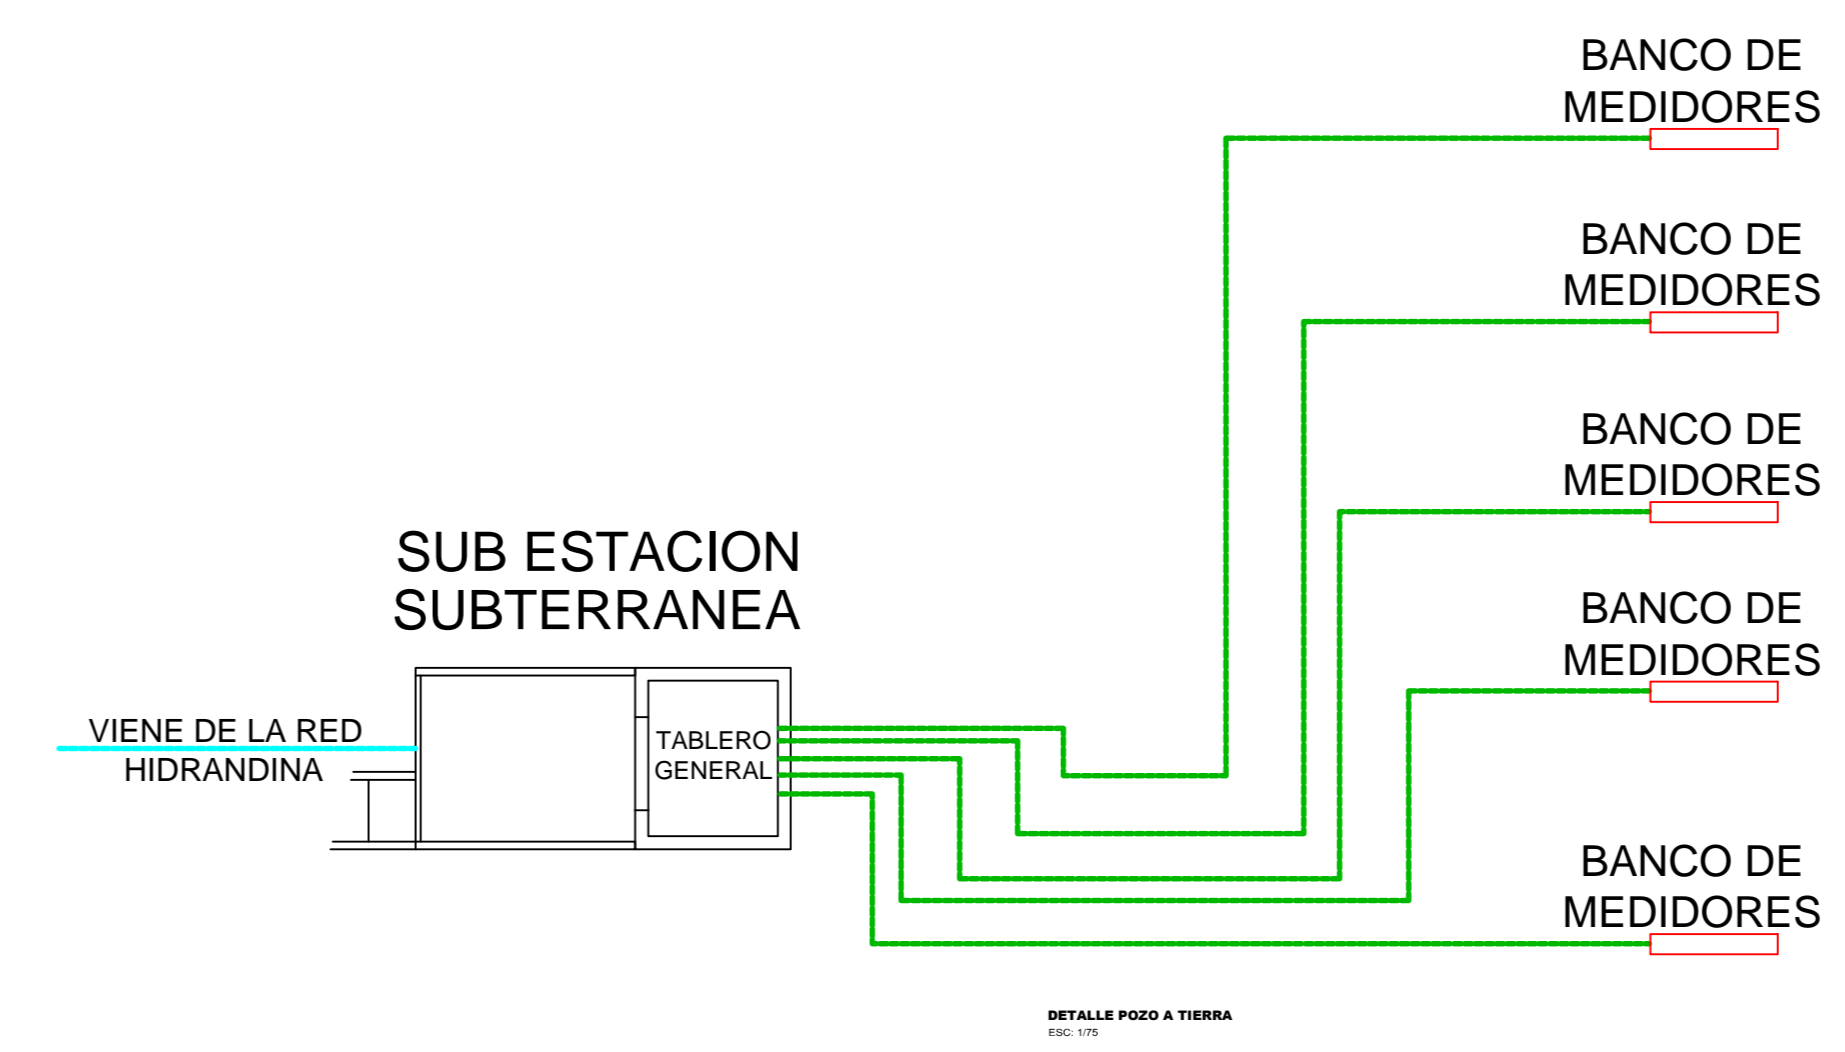 BANCO DE
MEDIDORES
BANCO DE
MEDIDORES
BANCO DE
MEDIDORES
SUB ESTACION
SUBTERRANEA
BANCO DE
MEDIDORES
VIENE DE LA RED
HIDRANDINA
TABLERO
GENERAL
BANCO DE
MEDIDORES
DETALLE POZO A TIERRA
ESC: 1/75